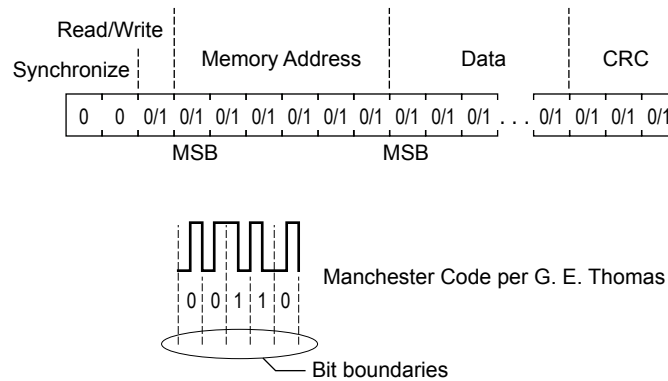 Read/Write
Synchronize Memory Address Data CRC
0 0 0/1 0/1 0/1 0/1 0/1 0/1 0/1 0/1 0/1 0/1 . . . 0/1 0/1 0/1 0/1
MSB MSB
Manchester Code per G. E. Thomas
0 0 1 1 0
Bit boundaries